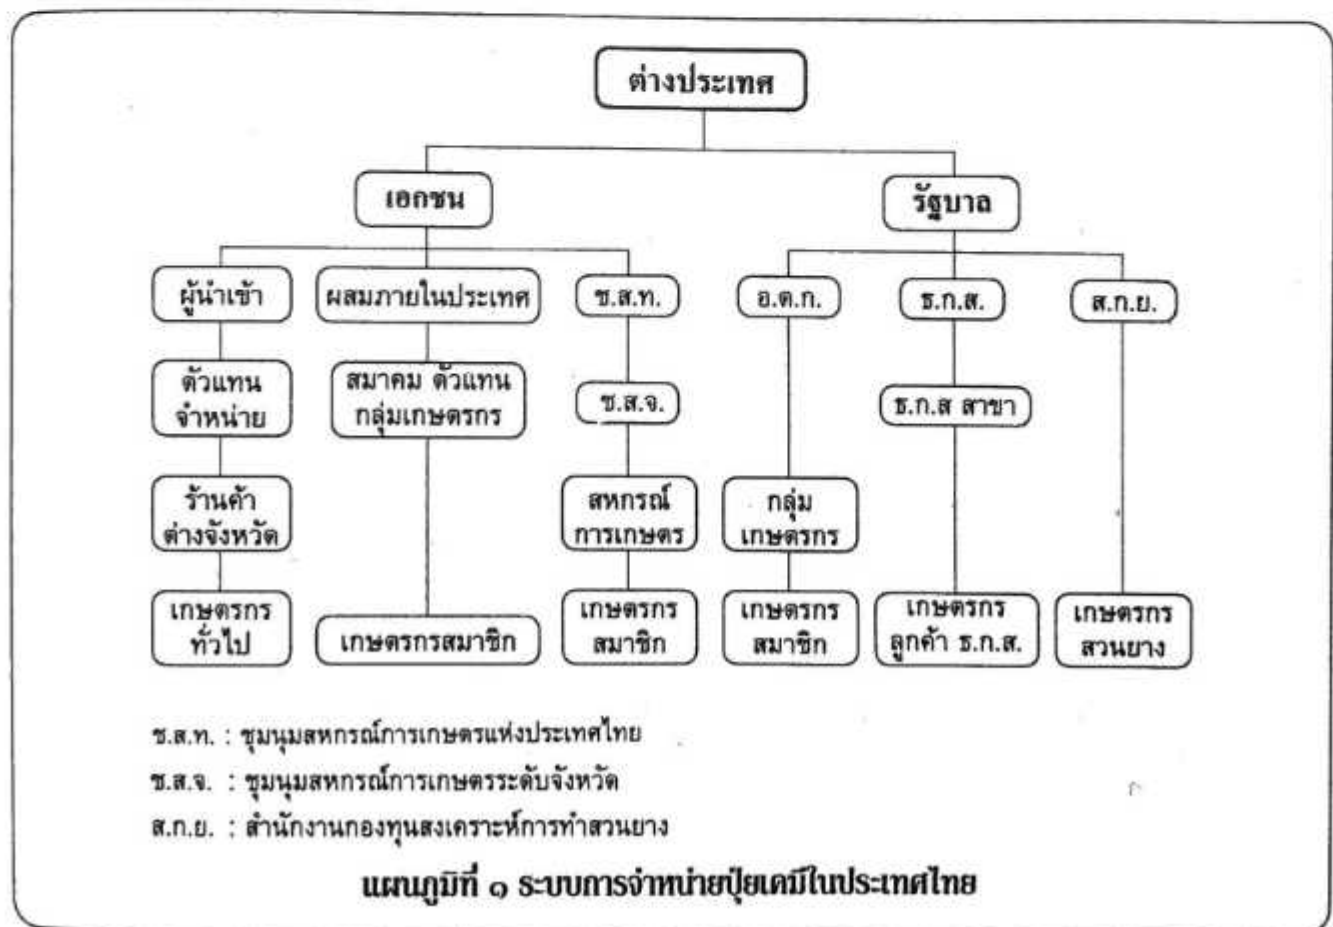 ต่างประเทศ
เอกชน
รัฐบาล
ผู้นำเข้า
ผสมภายในประเทศ
ช.ส.ท.
อ.ต.ก.
ธ.ก.ส.
ส.ก.ย.
ตัวแทน
จำหน่าย
สมาคม ตัวแทน
กลุ่มเกษตรกร
ช.ส.จ.
ธ.ก.ส สาขา
ร้านค้า
ต่างจังหวัด
สหกรณ์
การเกษตร
กลุ่ม
เกษตรกร
เกษตรกร
ทั่วไป
เกษตรกรสมาชิก
เกษตรกร
สมาชิก
เกษตรกร
สมาชิก
เกษตรกร
ลูกค้า ธ.ก.ส.
เกษตรกร
สวนยาง
ช.ส.ท. : ชุมนุมสหกรณ์การเกษตรแห่งประเทศไทย
ช.ส.จ. : ชุมนุมสหกรณ์การเกษตรระดับจังหวัด
ส.ก.ย. : สำนักงานกองทุนสงเคราะห์การทำสวนยาง
แผนภูมิที่ ๑ ระบบการจำหน่ายปุ๋ยเคมีในประเทศไทย